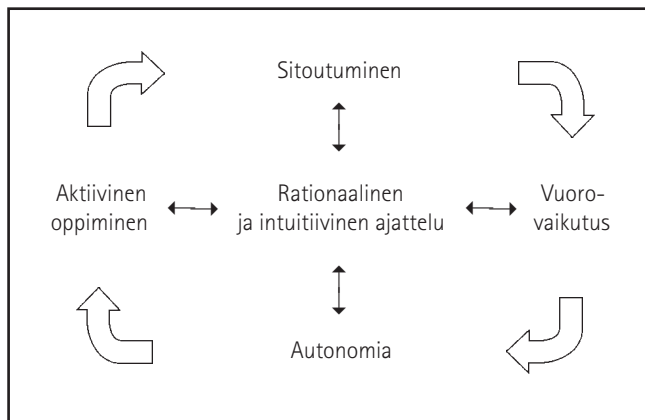 Sitoutuminen
Aktiivinen
oppiminen
Rationaalinen
ja intuitiivinen ajattelu
Vuoro-
vaikutus
Autonomia